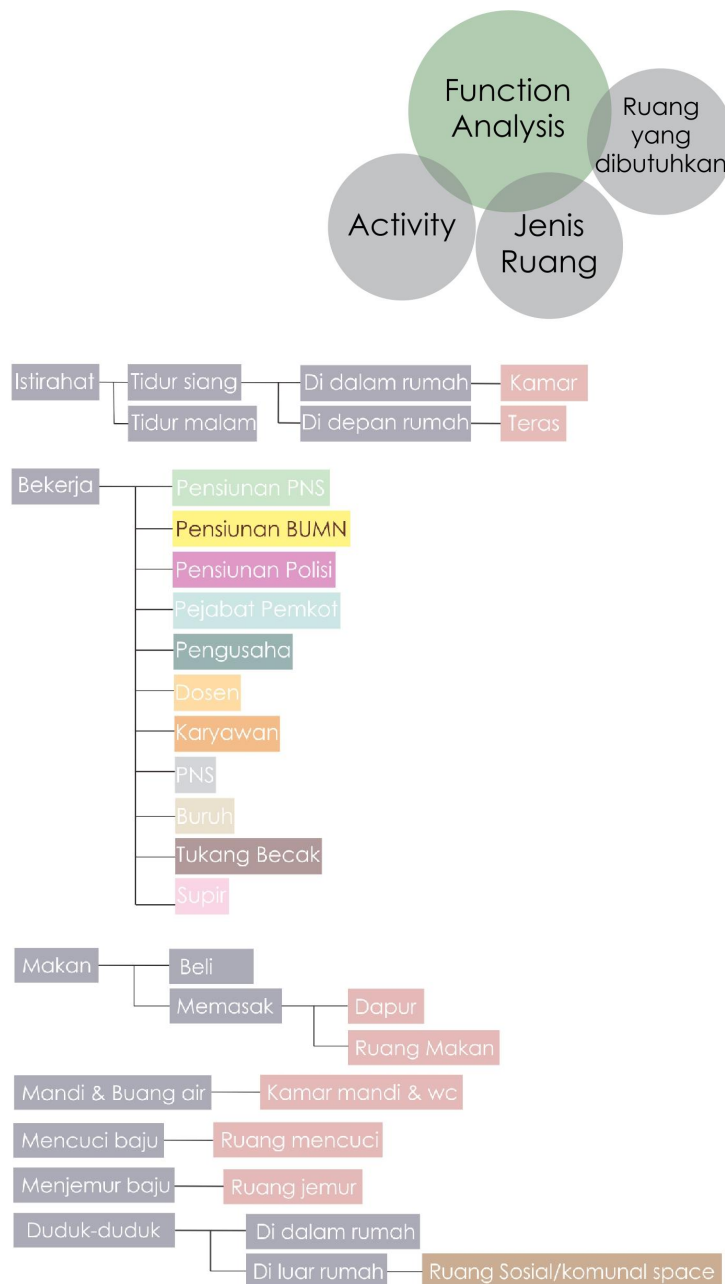 Function
Analysis
Ruang
yang
dibutuhkan
Activity
Jenis
Ruang
Istirahat
Tidur siang
Di dalam rumah
Kamar
Tidur malam
Di depan rumah
Teras
Bekerja
Pensiunan PNS
Pensiunan BUMN
Pensiunan Polisi
Pejabat Pemkot
Pengusaha
Dosen
Karyawan
PNS
Buruh
Tukang Becak
Supir
Makan
Beli
Memasak
Dapur
Ruang Makan
Mandi & Buang air
Kamar mandi & wc
Mencuci baju
Ruang mencuci
Menjemur baju
Ruang jemur
Duduk-duduk
Di dalam rumah
Di luar rumah
Ruang Sosial/komunal space